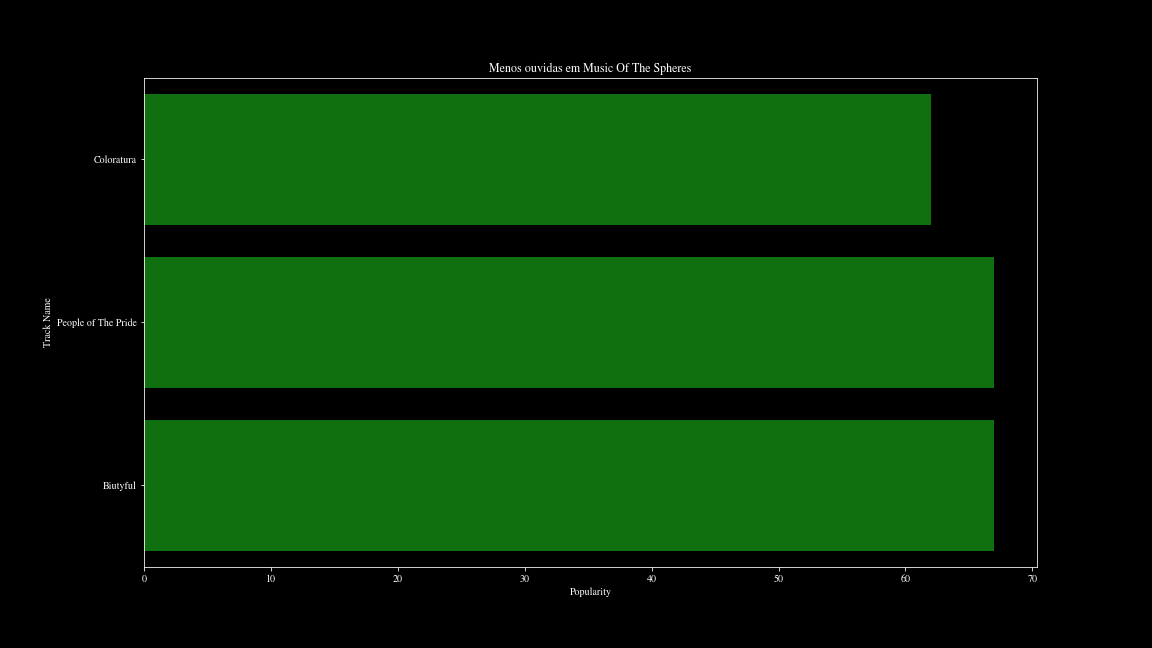 Menos ouvidas em Music Of The Spheres
Coloratura
People of The Pride
Biutyful
Track Name
0 10 20 30 40 50 60 70
Popularity